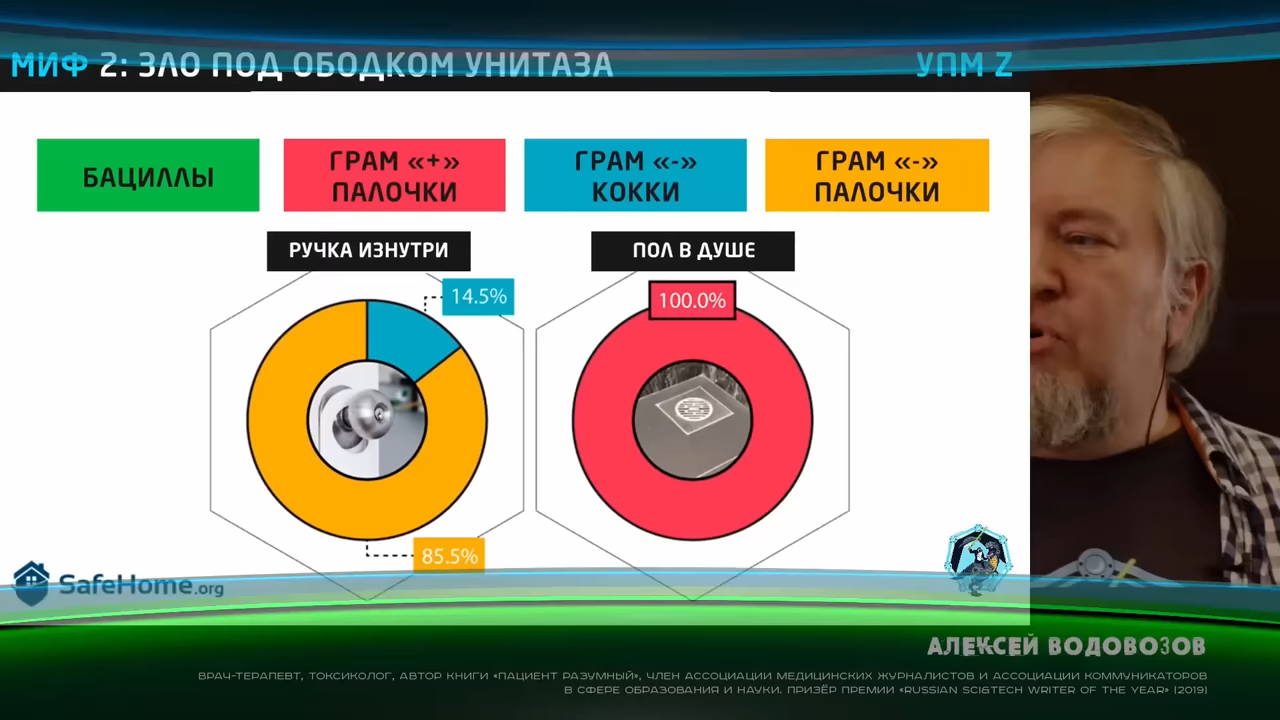 МИФ 2: ЗЛО ПОД ОБОДКОМ УНИТАЗА
УПМ Z
БАЦИЛЛЫ
ГРАМ «+»
ПАЛОЧКИ
ГРАМ «-»
КОККИ
ГРАМ «-»
ПАЛОЧКИ
РУЧКА ИЗНУТРИ
ПОЛ В ДУШЕ
14.5%
100.0%
85.5%
SafeHome.org
АЛЕКСЕЙ ВОДОВОЗОВ
ВРАЧ-ТЕРАПЕВТ, ТОКСИКОЛОГ, АВТОР КНИГИ «ПАЦИЕНТ РАЗУМНЫЙ», ЧЛЕН АССОЦИАЦИИ МЕДИЦИНСКИХ ЖУРНАЛИСТОВ И АССОЦИАЦИИ КОММУНИКАТОРОВ
В СФЕРЕ ОБРАЗОВАНИЯ И НАУКИ. ПРИЗЁР ПРЕМИИ «RUSSIAN SCI&TECH WRITER OF THE YEAR» (2019)